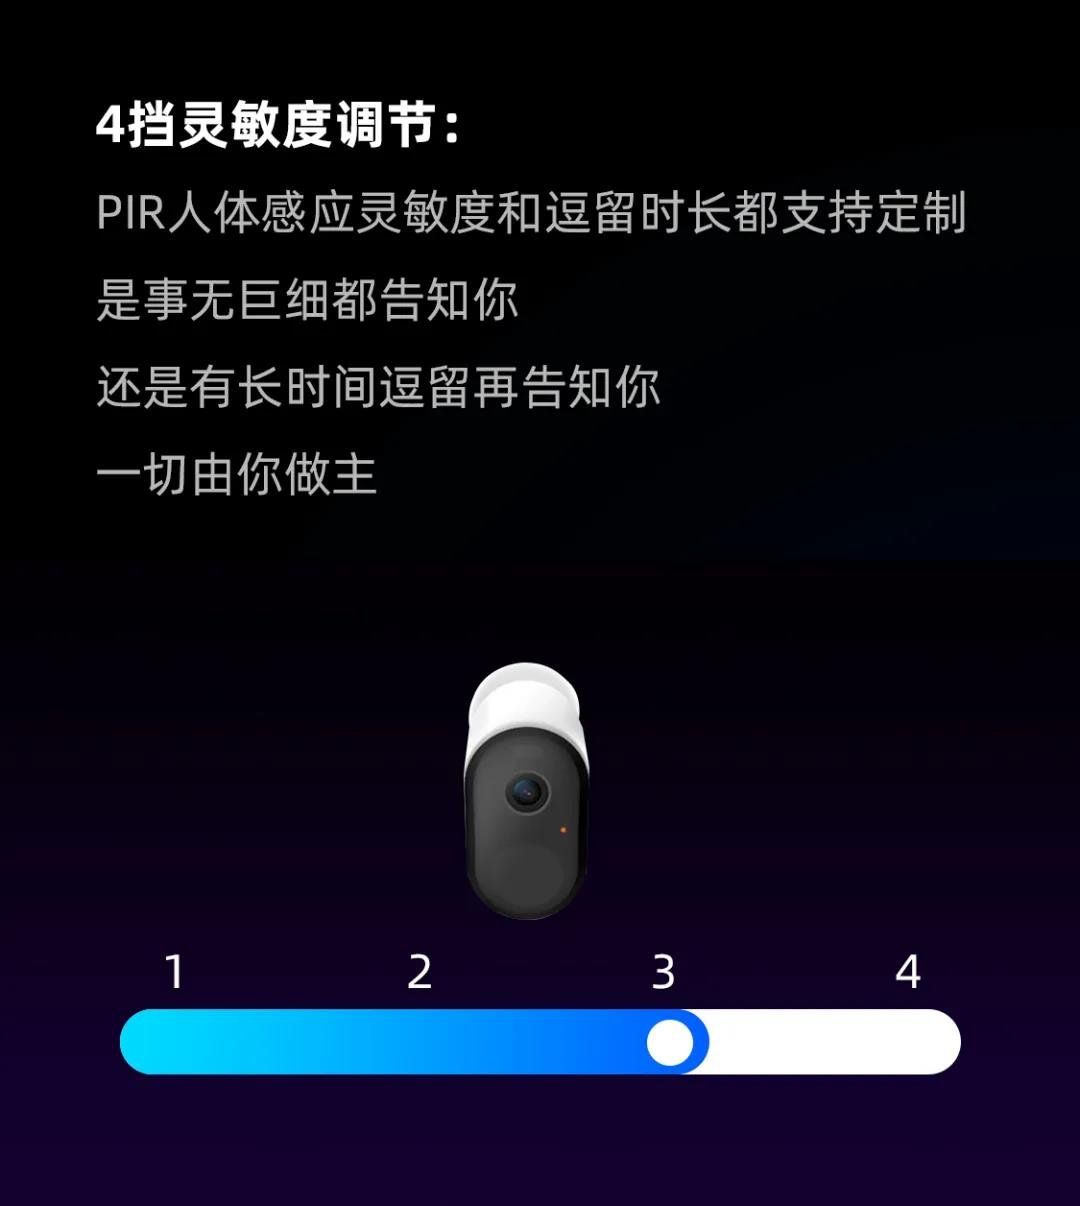 4挡灵敏度调节：
PIR人体感应灵敏度和逗留时长都支持定制
是事无巨细都告知你
还是有长时间逗留再告知你
一切由你做主
1 2 3 4